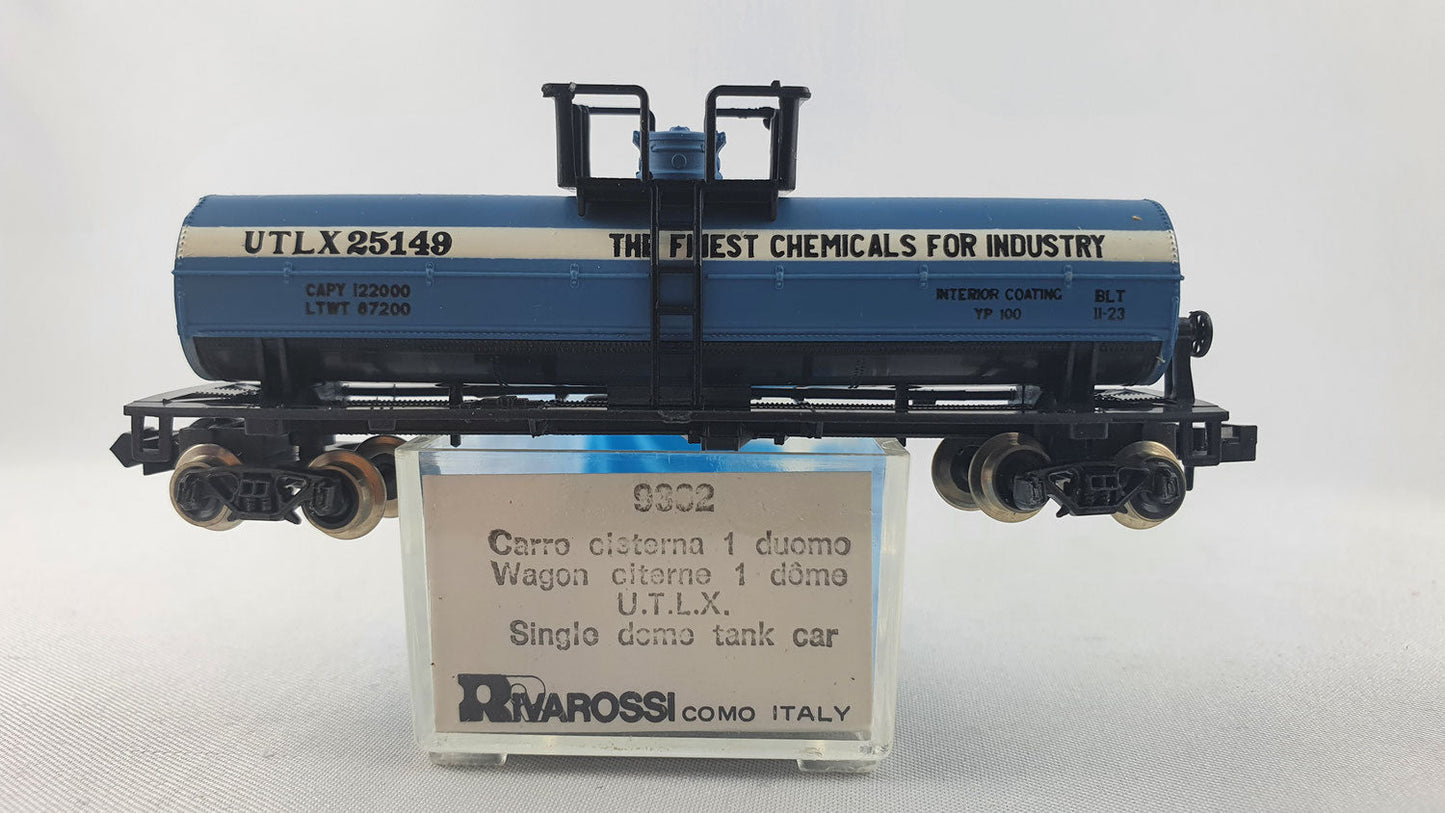 UTLX 25149
THE FINEST CHEMICALS FOR INDUSTRY
CAPY 122000
LTWT 67200
INTERIOR COATING
YP 100
BLT
11-23
9302
Carro cisterna 1 duomo
Wagon citerne 1 dôme
U.T.L.X.
Single dome tank car
RIVAROSSI COMO ITALY